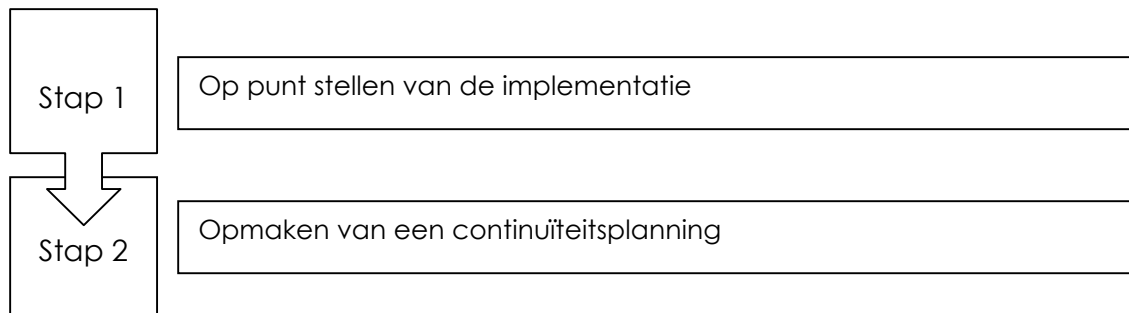 Stap 1
Op punt stellen van de implementatie
Stap 2
Opmaken van een continuïteitsplanning